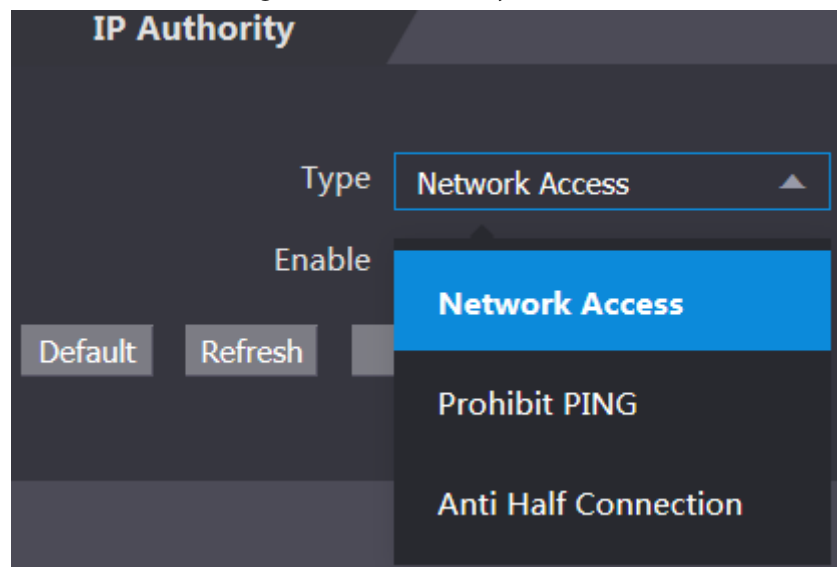 IP Authority
Type Network Access
Enable
Network Access
Default Refresh
Prohibit PING
Anti Half Connection